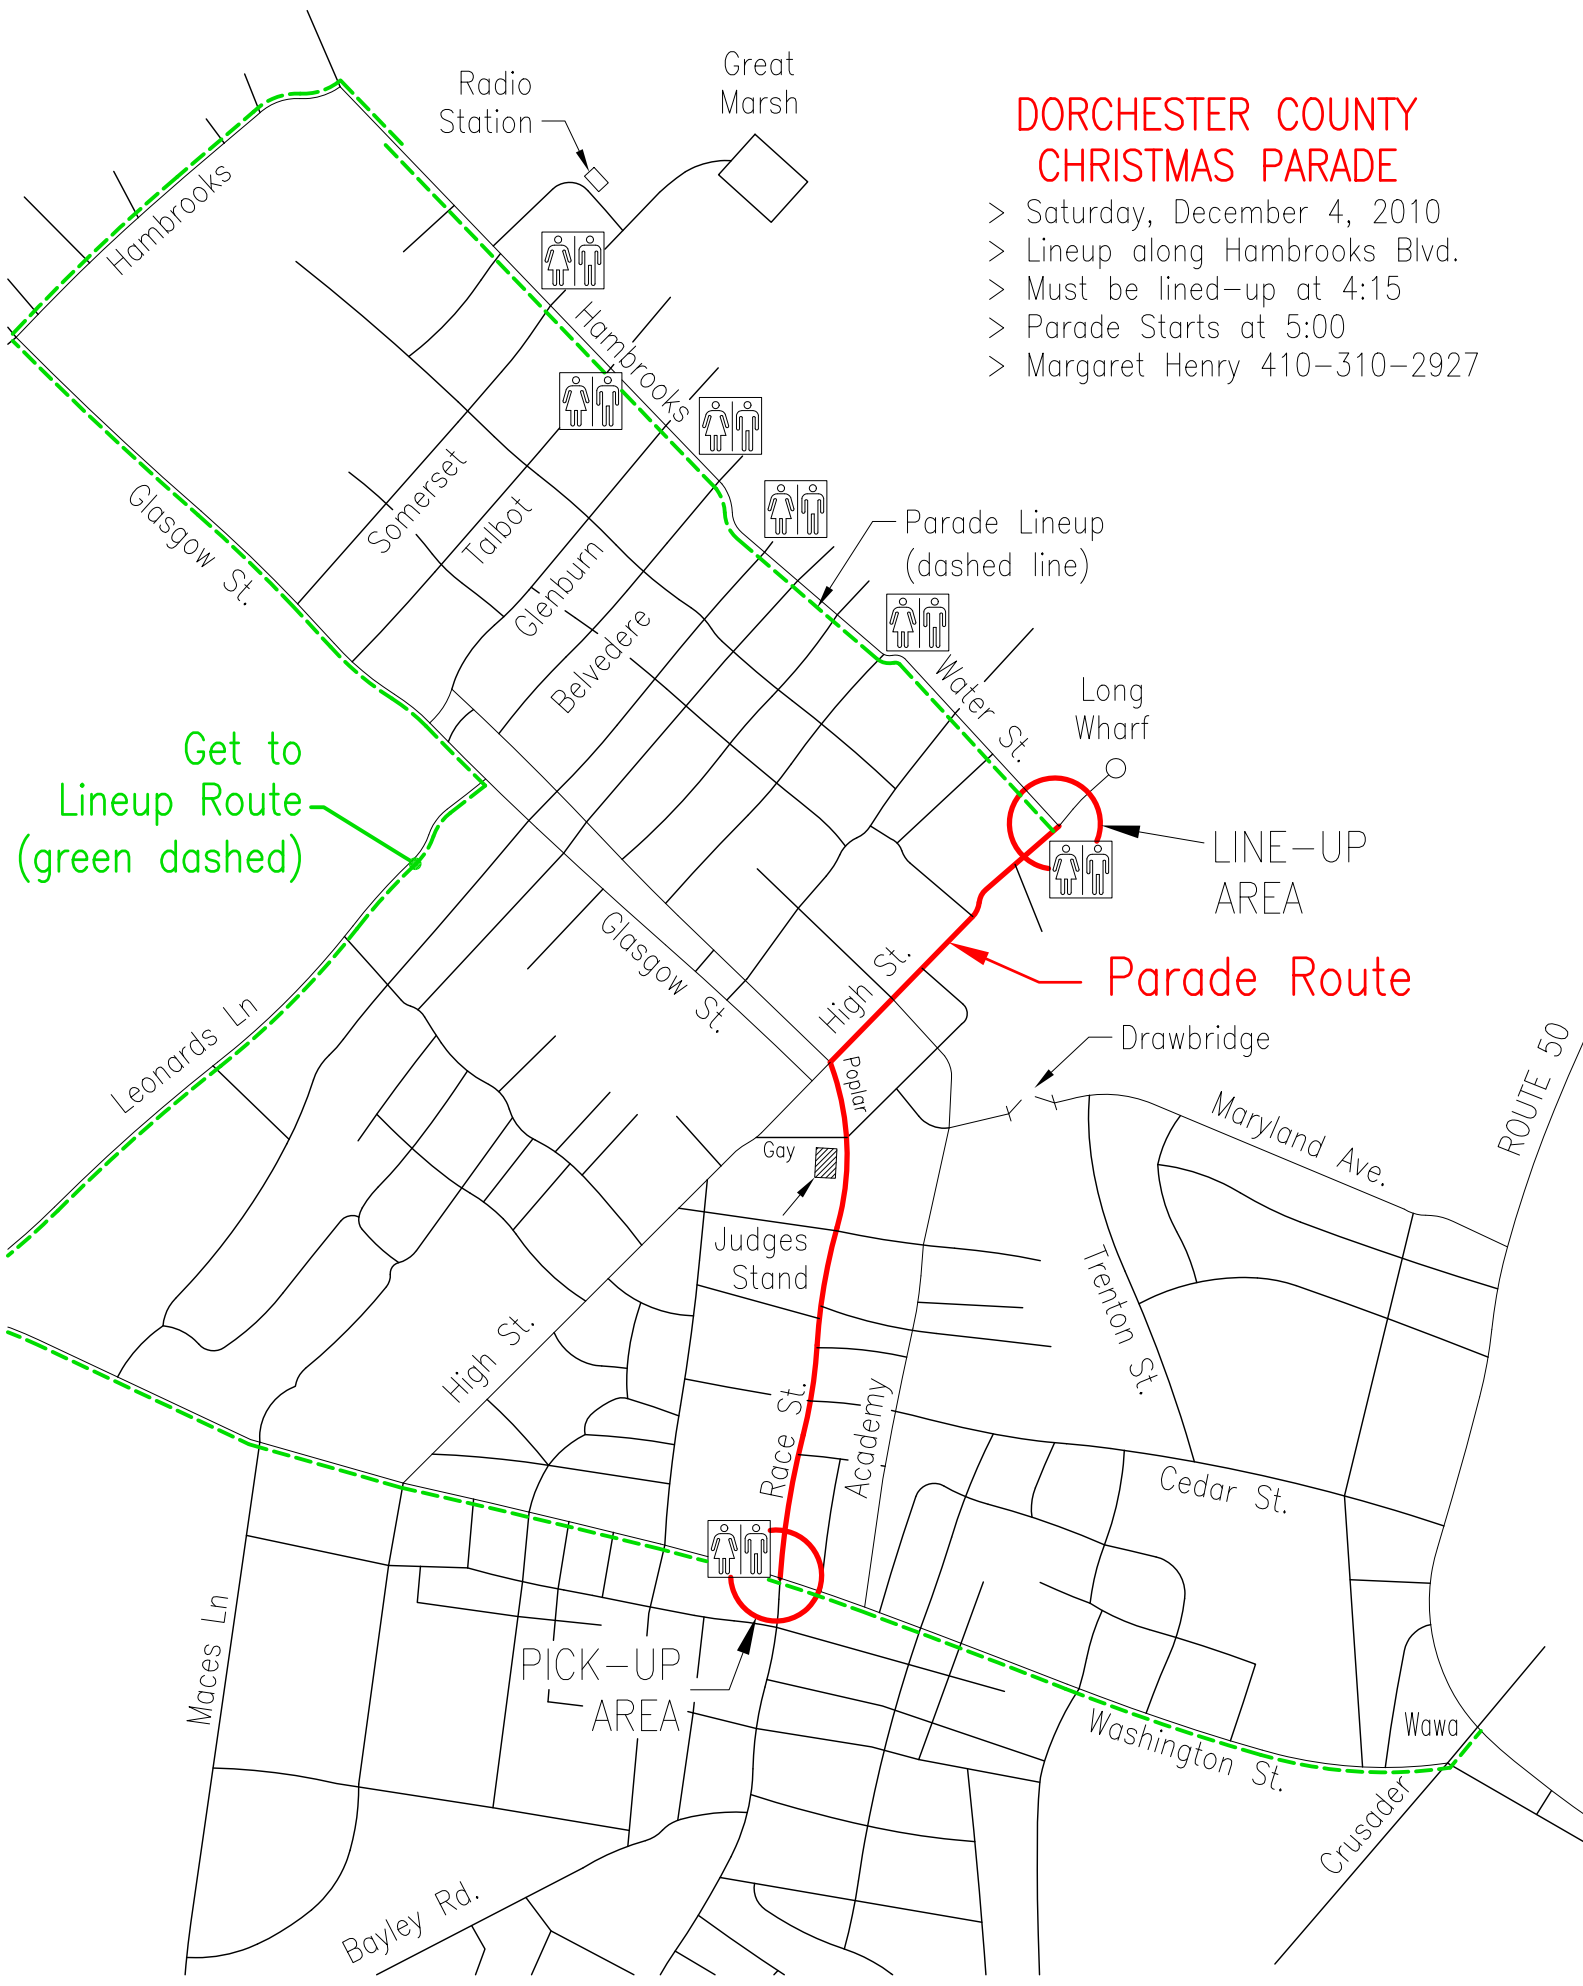 Radio
Station
Great
Marsh
DORCHESTER COUNTY
CHRISTMAS PARADE
> Saturday, December 4, 2010
> Lineup along Hambrooks Blvd.
> Must be lined-up at 4:15
> Parade Starts at 5:00
> Margaret Henry 410-310-2927
Hambrooks
Hambrooks
Glasgow St.
Somerset
Talbot
Glenburn
Belvedere
Parade Lineup
(dashed line)
Water St.
Long
Wharf
Get to
Lineup Route
(green dashed)
LINE-UP
AREA
Glasgow St.
High St.
Parade Route
Leonards Ln
Poplar
Drawbridge
ROUTE 50
Maryland Ave.
Gay
Judges
Stand
Trenton St.
High St.
Race St.
Academy
Cedar St.
Maces Ln
PICK-UP
AREA
Washington St.
Wawa
Crusader
Bayley Rd.